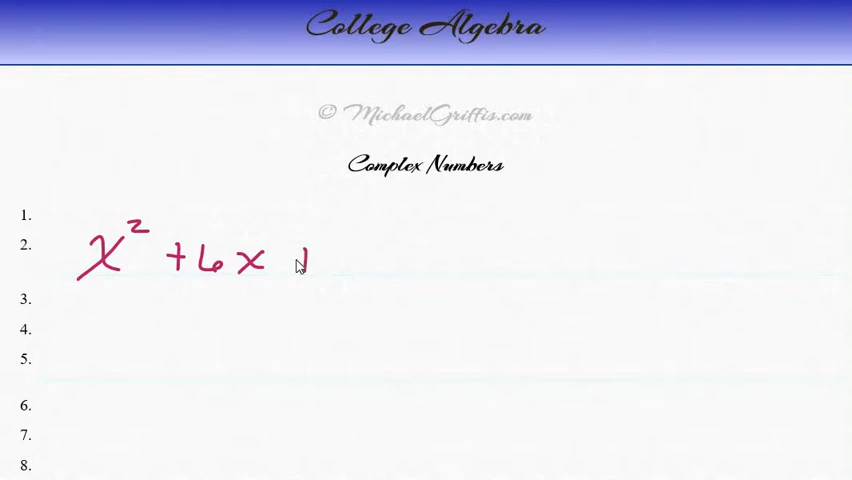 College Algebra
© MichaelGriffis.com
Complex Numbers
1.
2. x² + 6x
3.
4.
5.
6.
7.
8.